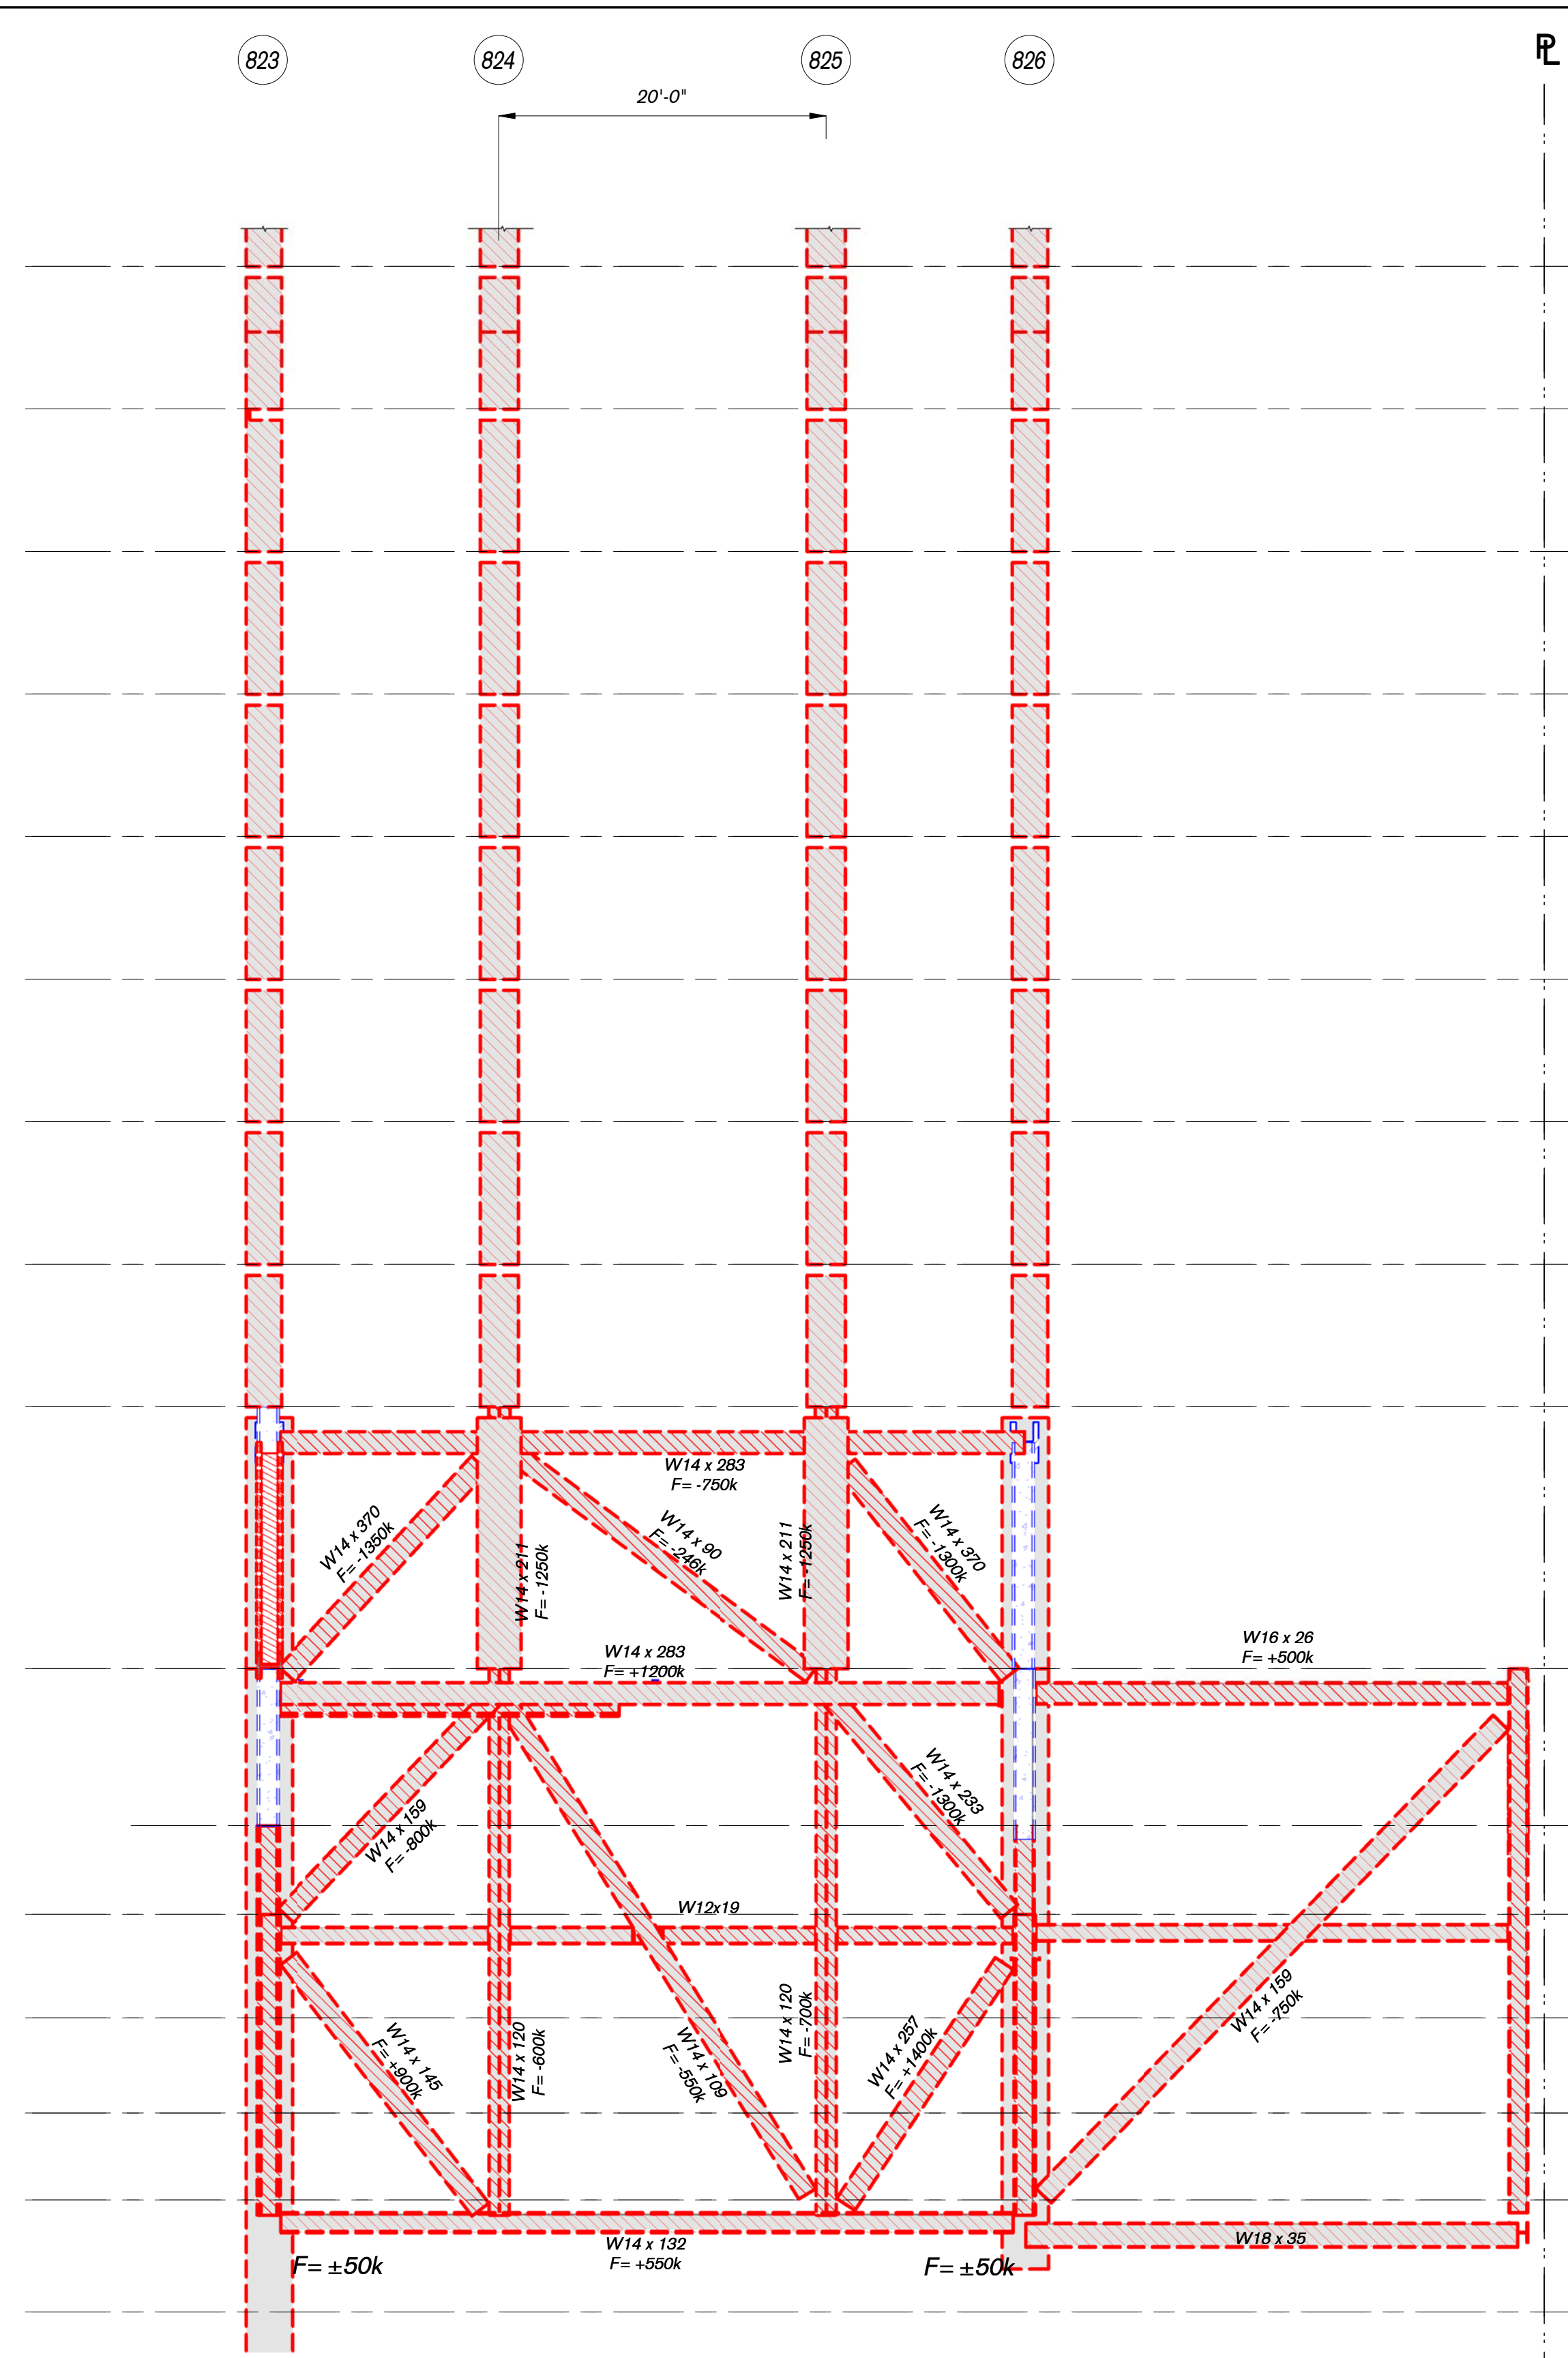 823
824
825
826
PL
20'-0"
W14 x 283
F= -750k
W14 x 370
F= -1350k
W14 x 90
F= -246k
W14 x 370
F= -1300k
W14 x 211
F= -1250k
W14 x 211
F= -1250k
W14 x 283
F= +1200k
W16 x 26
F= +500k
W14 x 159
F= -800k
W14 x 233
F= -1300k
W12x19
W14 x 145
F= +900k
W14 x 120
F= -600k
W14 x 109
F= -550k
W14 x 120
F= -700k
W14 x 257
F= +1400k
W14 x 159
F= -750k
W14 x 132
F= +550k
W18 x 35
F= ±50k
F= ±50k